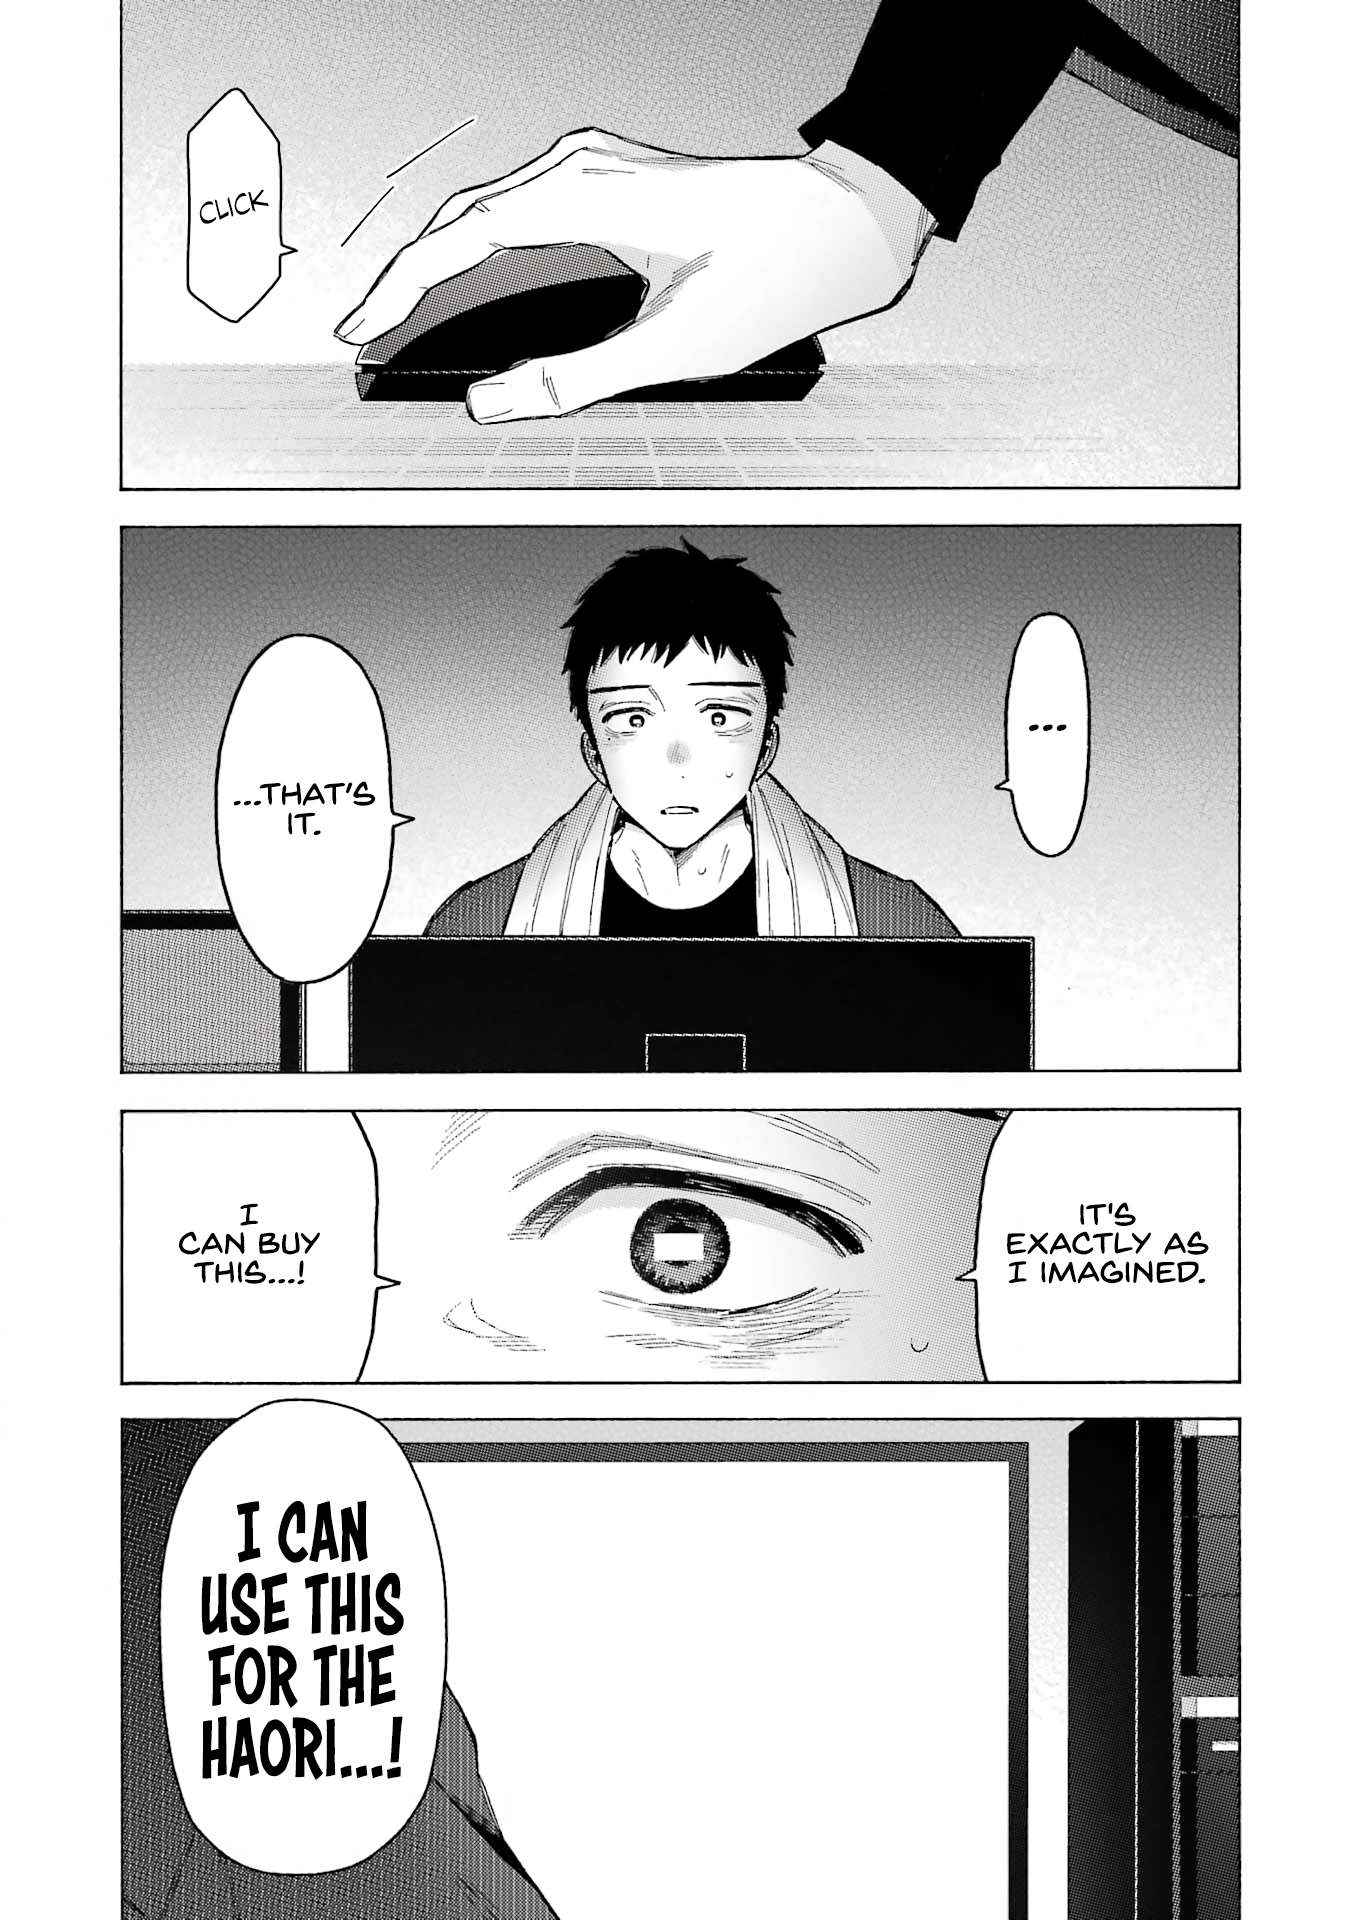 CLICK
...
...THAT'S
IT.
IT'S
EXACTLY AS
I IMAGINED.
I
CAN BUY
THIS...!
I CAN
USE THIS
FOR THE
HAORI...!